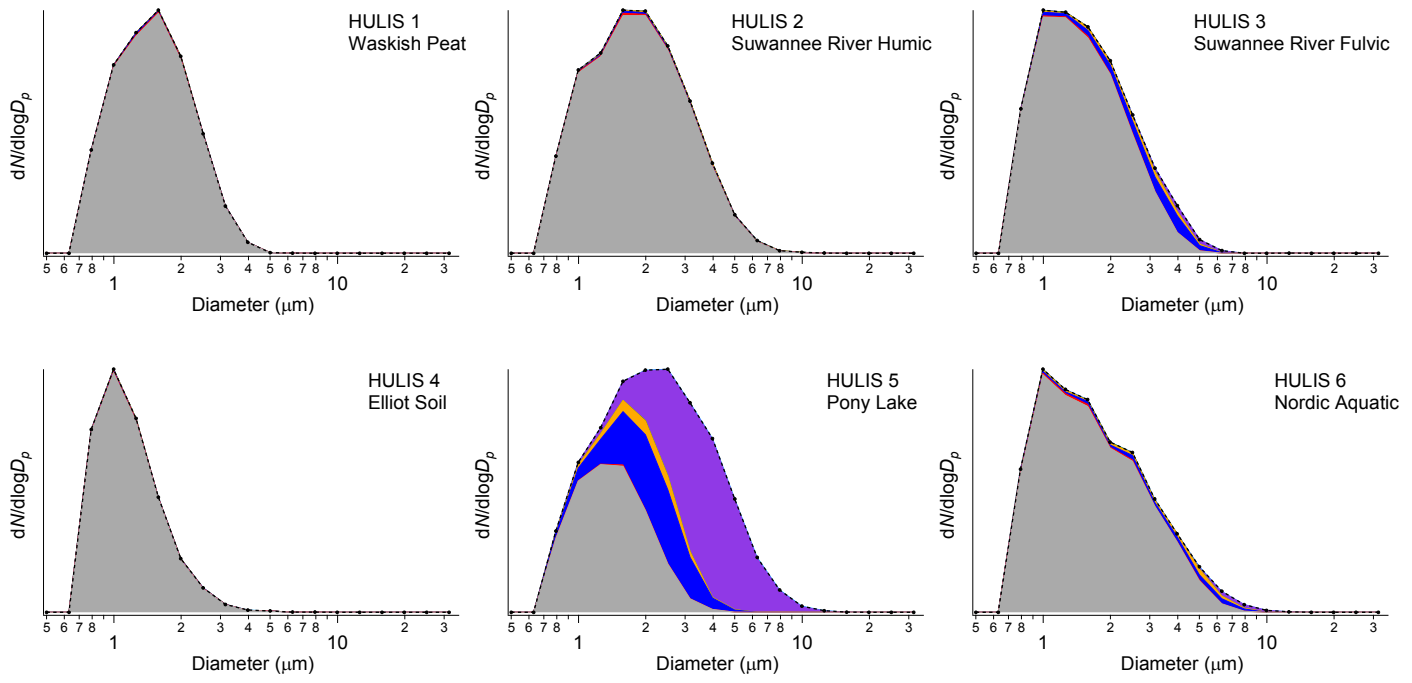 HULIS 1
Waskish Peat
dN/dlogDp
5 6 7 8 1 2 3 4 5 6 7 8 10 2 3
Diameter (μm)
HULIS 2
Suwannee River Humic
dN/dlogDp
5 6 7 8 1 2 3 4 5 6 7 8 10 2 3
Diameter (μm)
HULIS 3
Suwannee River Fulvic
dN/dlogDp
5 6 7 8 1 2 3 4 5 6 7 8 10 2 3
Diameter (μm)
HULIS 4
Elliot Soil
dN/dlogDp
5 6 7 8 1 2 3 4 5 6 7 8 10 2 3
Diameter (μm)
HULIS 5
Pony Lake
dN/dlogDp
5 6 7 8 1 2 3 4 5 6 7 8 10 2 3
Diameter (μm)
HULIS 6
Nordic Aquatic
dN/dlogDp
5 6 7 8 1 2 3 4 5 6 7 8 10 2 3
Diameter (μm)